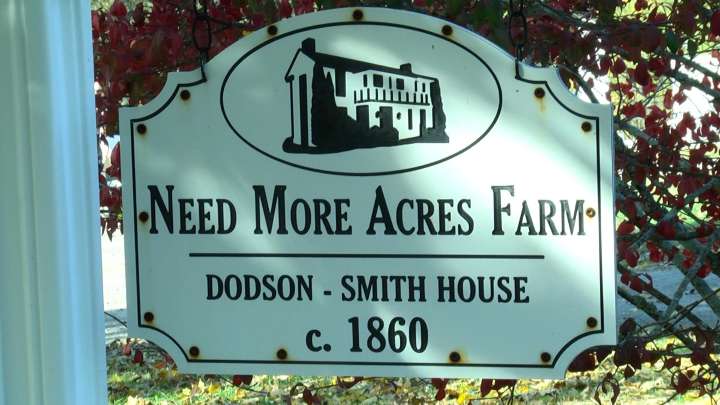 NEED MORE ACRES FARM
DODSON - SMITH HOUSE
c. 1860